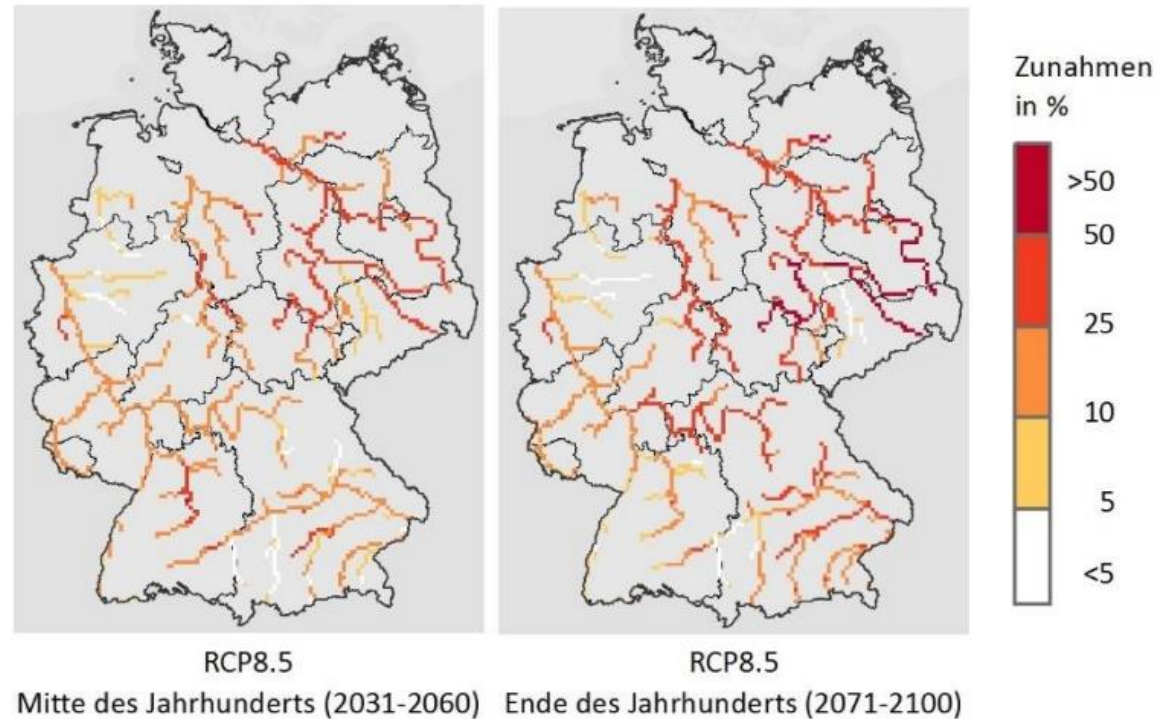 Zunahmen
in %
>50
50
25
10
5
<5
RCP8.5
Mitte des Jahrhunderts (2031-2060)
RCP8.5
Ende des Jahrhunderts (2071-2100)